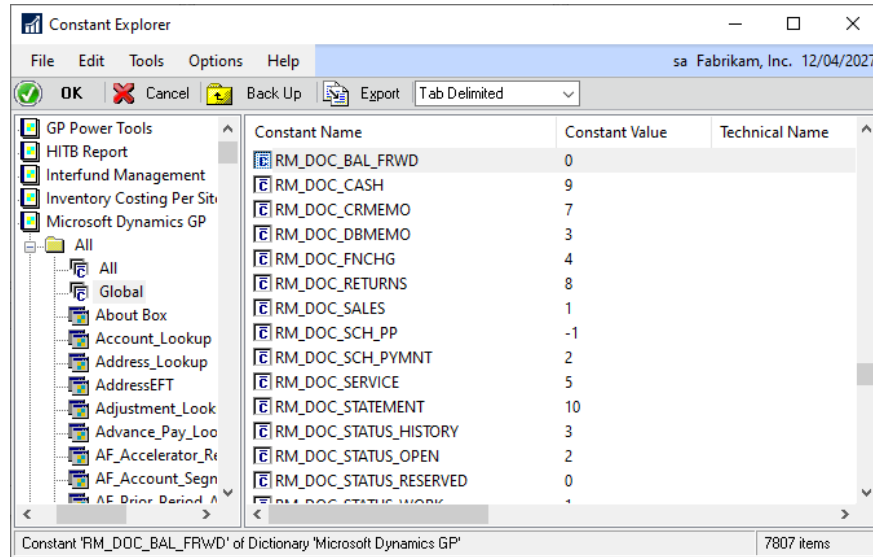 Constant Explorer
File Edit Tools Options Help sa Fabrikam, Inc. 12/04/2027
OK Cancel Back Up Export Tab Delimited
GP Power Tools
HITB Report
Interfund Management
Inventory Costing Per Site
Microsoft Dynamics GP
All
All
Global
About Box
Account_Lookup
Address_Lookup
AddressEFT
Adjustment_Look
Advance_Pay_Loo
AF_Accelerator_Re
AF_Account_Segn
AF_Prior_Period_A
Constant Name Constant Value Technical Name
RM_DOC_BAL_FRWD 0
RM_DOC_CASH 9
RM_DOC_CRMEMO 7
RM_DOC_DBMEMO 3
RM_DOC_FNCHG 4
RM_DOC_RETURNS 8
RM_DOC_SALES 1
RM_DOC_SCH_PP -1
RM_DOC_SCH_PYMNT 2
RM_DOC_SERVICE 5
RM_DOC_STATEMENT 10
RM_DOC_STATUS_HISTORY 3
RM_DOC_STATUS_OPEN 2
RM_DOC_STATUS_RESERVED 0
RM_DOC_STATUS_WORK 1
Constant 'RM_DOC_BAL_FRWD' of Dictionary 'Microsoft Dynamics GP' 7807 items